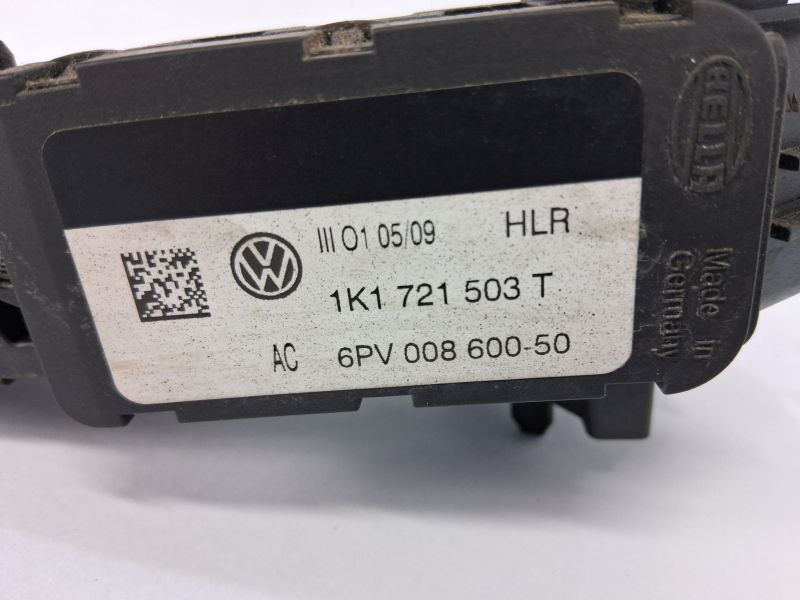 III O1 05/09 HLR
1K1 721 503 T
AC 6PV 008 600-50
HELLA
Made in
Germany